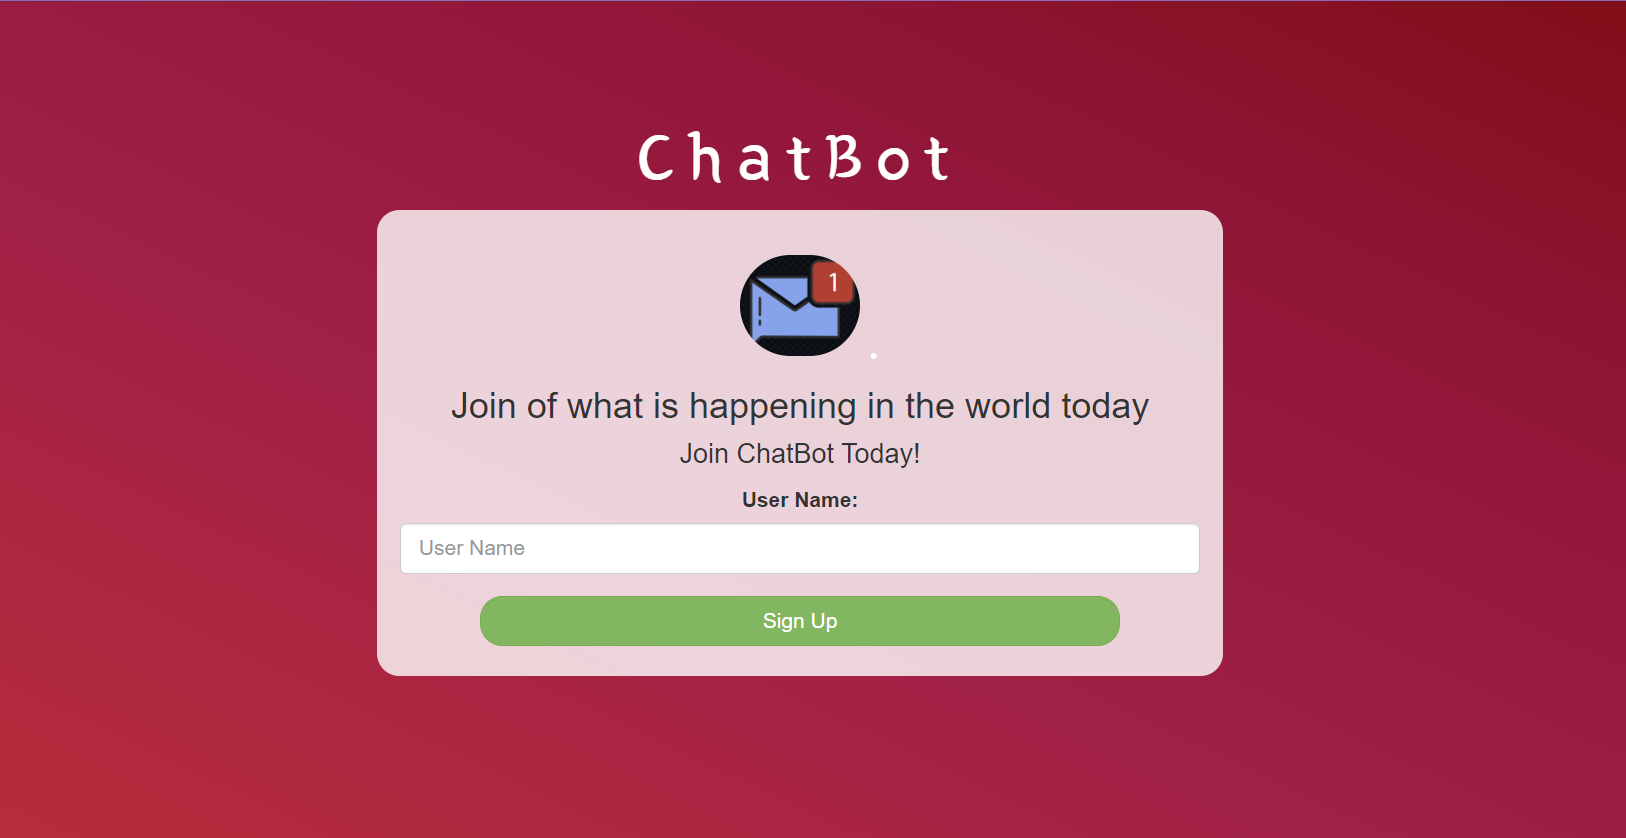 ChatBot
1
Join of what is happening in the world today
Join ChatBot Today!
User Name:
User Name
Sign Up